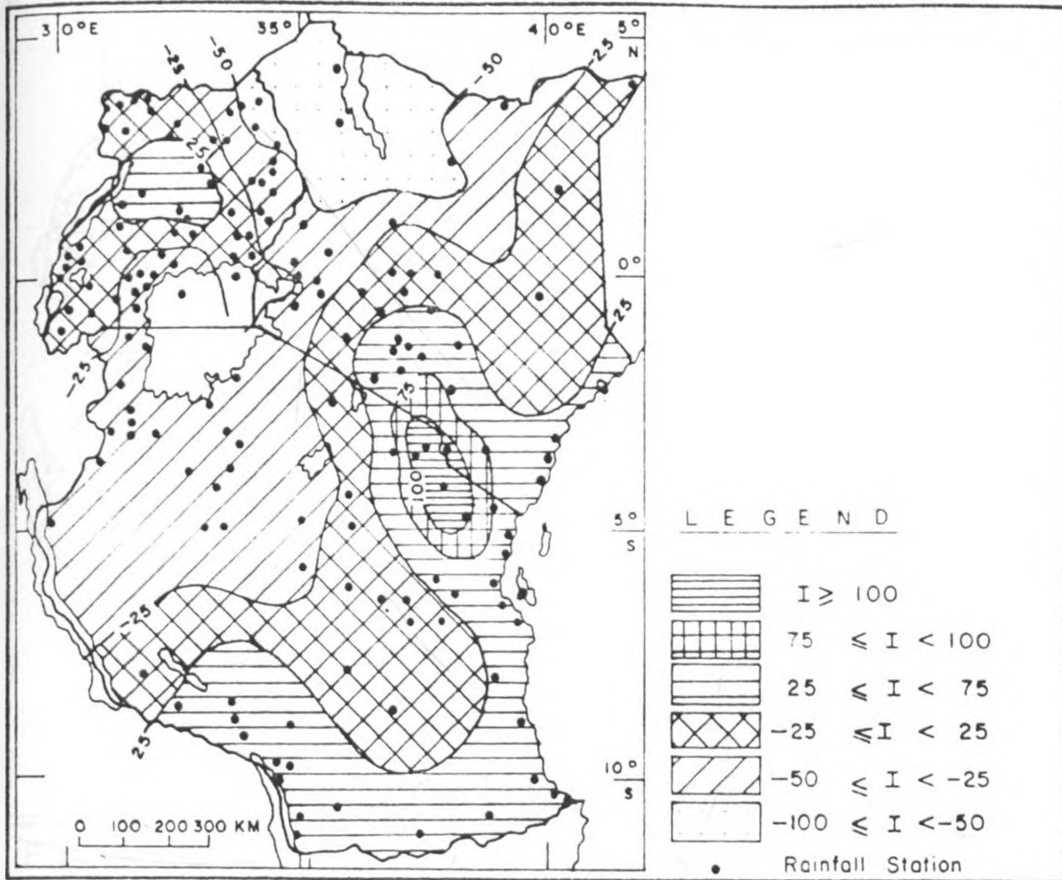 30°E 35° 40°E 5°
N
-25
-50
-50
-25
25
0°
-25
-25
75
100
5°
S
-25
25
10°
S
0 100 200 300 KM
LEGEND
I ≥ 100
75 ≤ I < 100
25 ≤ I < 75
-25 ≤ I < 25
-50 ≤ I < -25
-100 ≤ I < -50
Rainfall Station